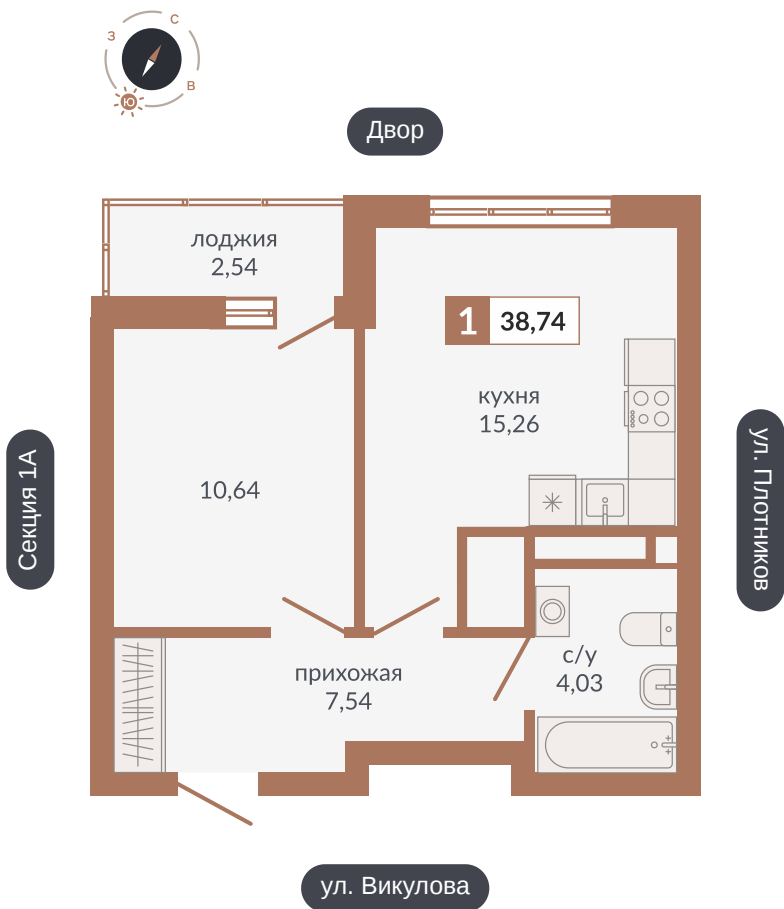 С
З
В
Ю
Двор
лоджия
2,54
1 38,74
кухня
15,26
10,64
Секция 1А
ул. Плотников
с/у
4,03
прихожая
7,54
ул. Викулова